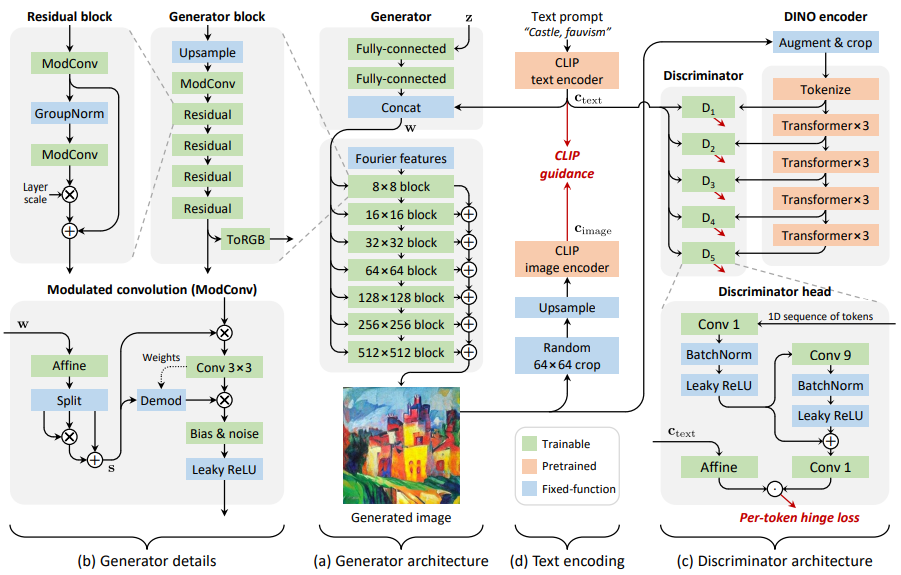 Residual block
ModConv
GroupNorm
ModConv
Layer
scale
Generator block
Upsample
ModConv
Residual
Residual
Residual
Residual
ToRGB
Modulated convolution (ModConv)
w
Affine
Split
s
Weights
Demod
Conv 3×3
Bias & noise
Leaky ReLU
(b) Generator details
Generator
z
Fully-connected
Fully-connected
Concat
w
Fourier features
8×8 block
16×16 block
32×32 block
64×64 block
128×128 block
256×256 block
512×512 block
Generated image
(a) Generator architecture
Text prompt
“Castle, fauvism”
CLIP
text encoder
c_text
CLIP
guidance
c_image
CLIP
image encoder
Upsample
Random
64×64 crop
Trainable
Pretrained
Fixed-function
(d) Text encoding
DINO encoder
Augment & crop
Tokenize
Transformer×3
Transformer×3
Transformer×3
Transformer×3
Discriminator
D₁
D₂
D₃
D₄
D₅
Discriminator head
1D sequence of tokens
Conv 1
BatchNorm
Leaky ReLU
Conv 9
BatchNorm
Leaky ReLU
c_text
Affine
Conv 1
Per-token hinge loss
(c) Discriminator architecture